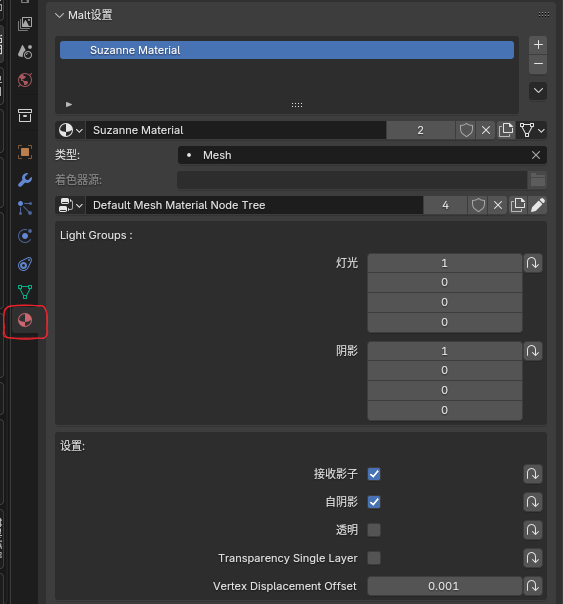 Malt设置
Suzanne Material
Suzanne Material 2
类型: Mesh
着色器源:
Default Mesh Material Node Tree 4
Light Groups :
灯光 1
0
0
0
阴影 1
0
0
0
设置:
接收影子
自阴影
透明
Transparency Single Layer
Vertex Displacement Offset 0.001